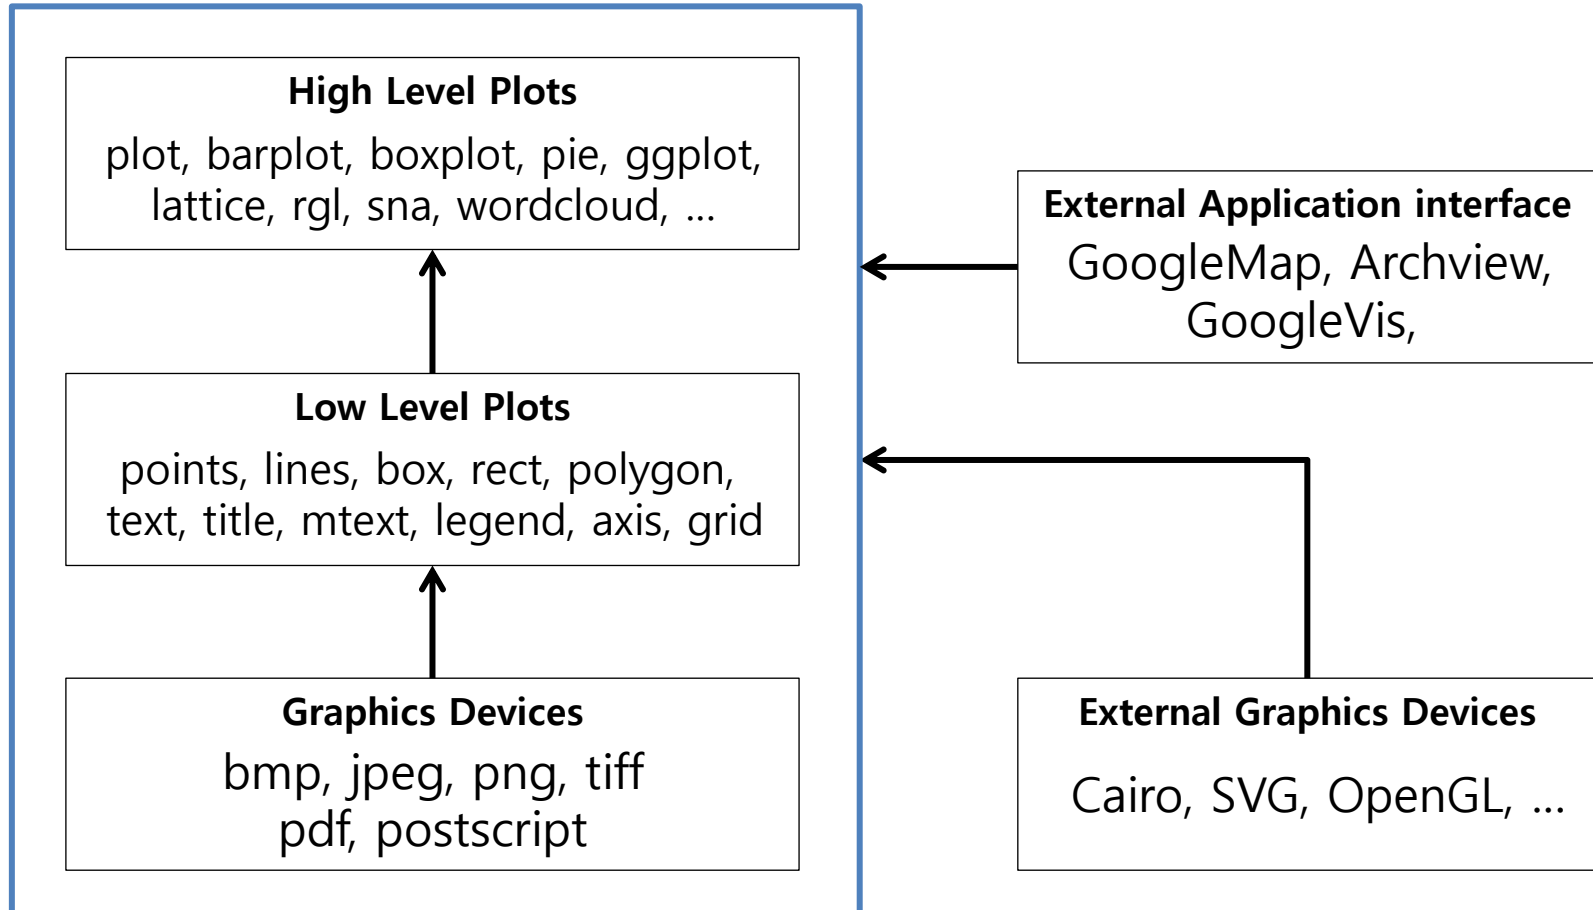 High Level Plots
plot, barplot, boxplot, pie, ggplot,
lattice, rgl, sna, wordcloud, ...
External Application interface
GoogleMap, Archview,
GoogleVis,
Low Level Plots
points, lines, box, rect, polygon,
text, title, mtext, legend, axis, grid
Graphics Devices
bmp, jpeg, png, tiff
pdf, postscript
External Graphics Devices
Cairo, SVG, OpenGL, ...